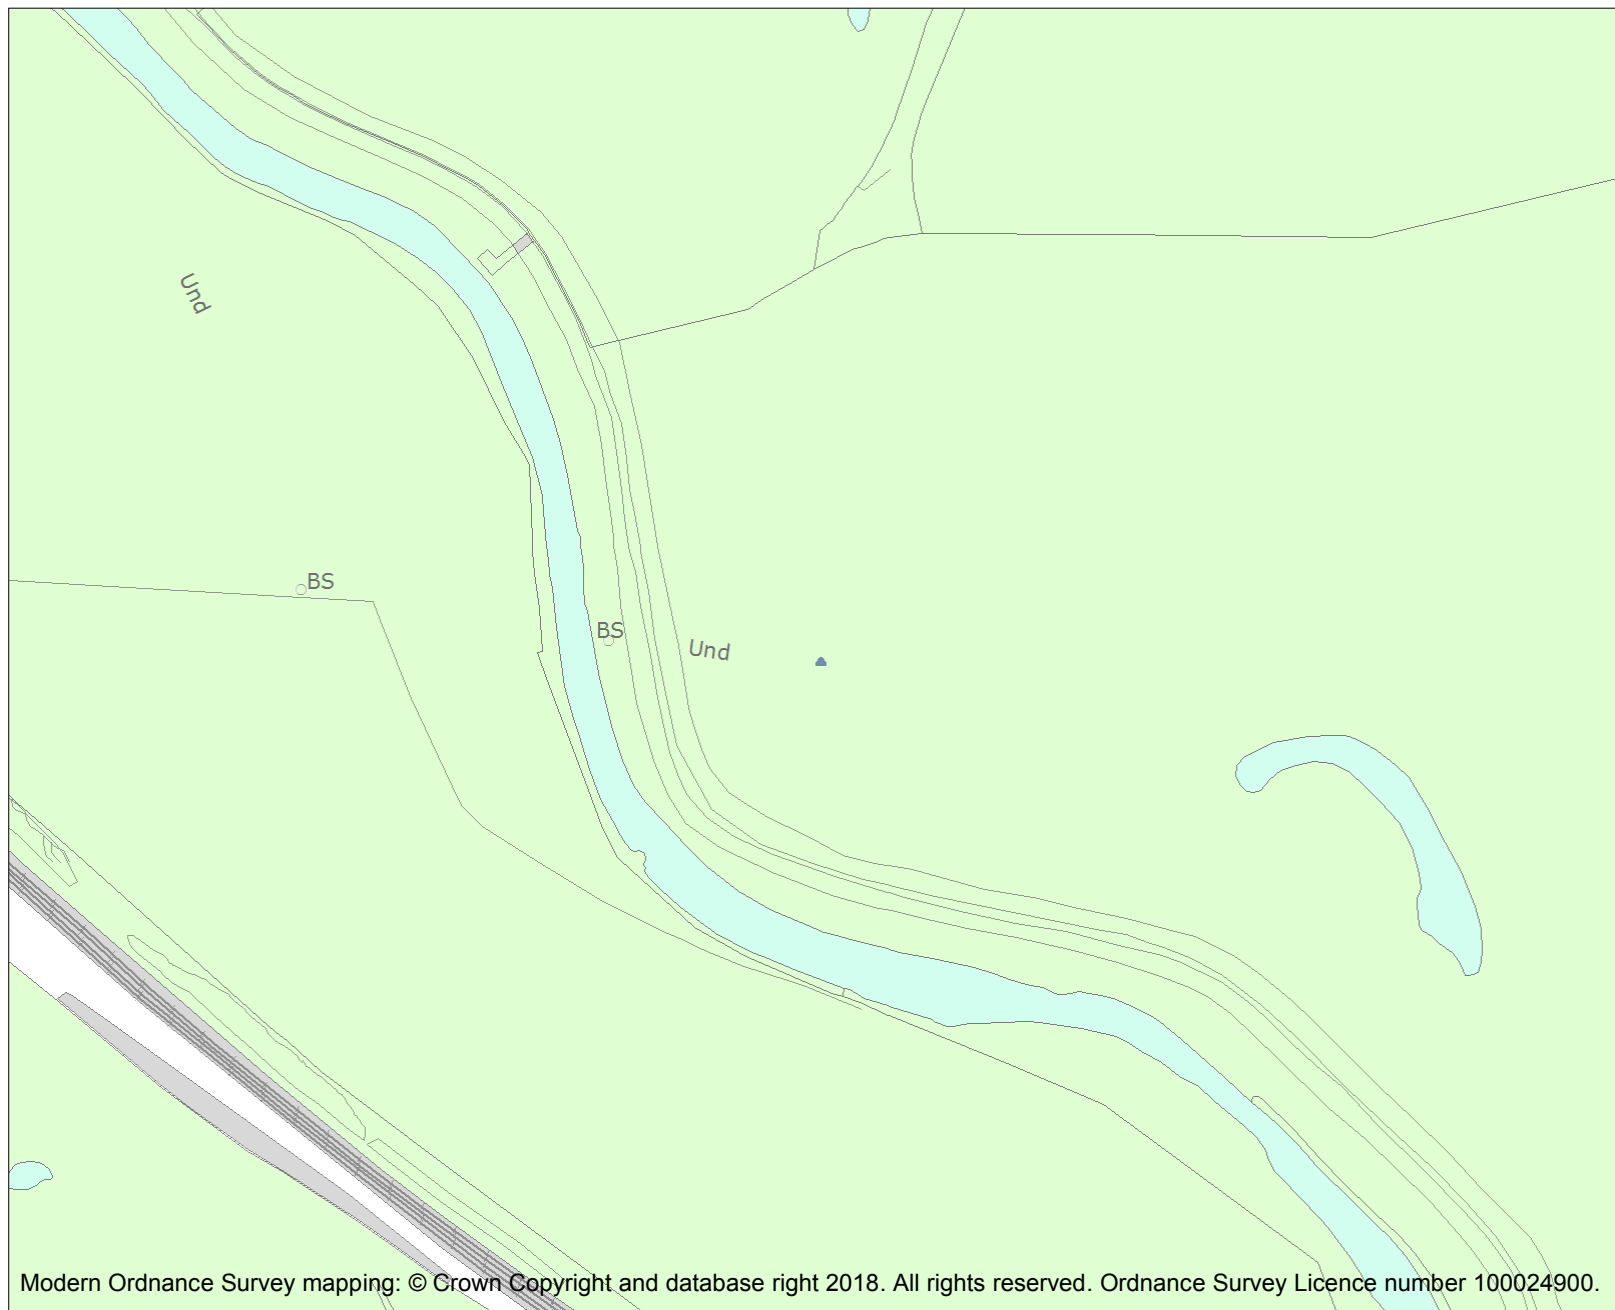 Und
BS
BS
Und
Modern Ordnance Survey mapping: © Crown Copyright and database right 2018. All rights reserved. Ordnance Survey Licence number 100024900.